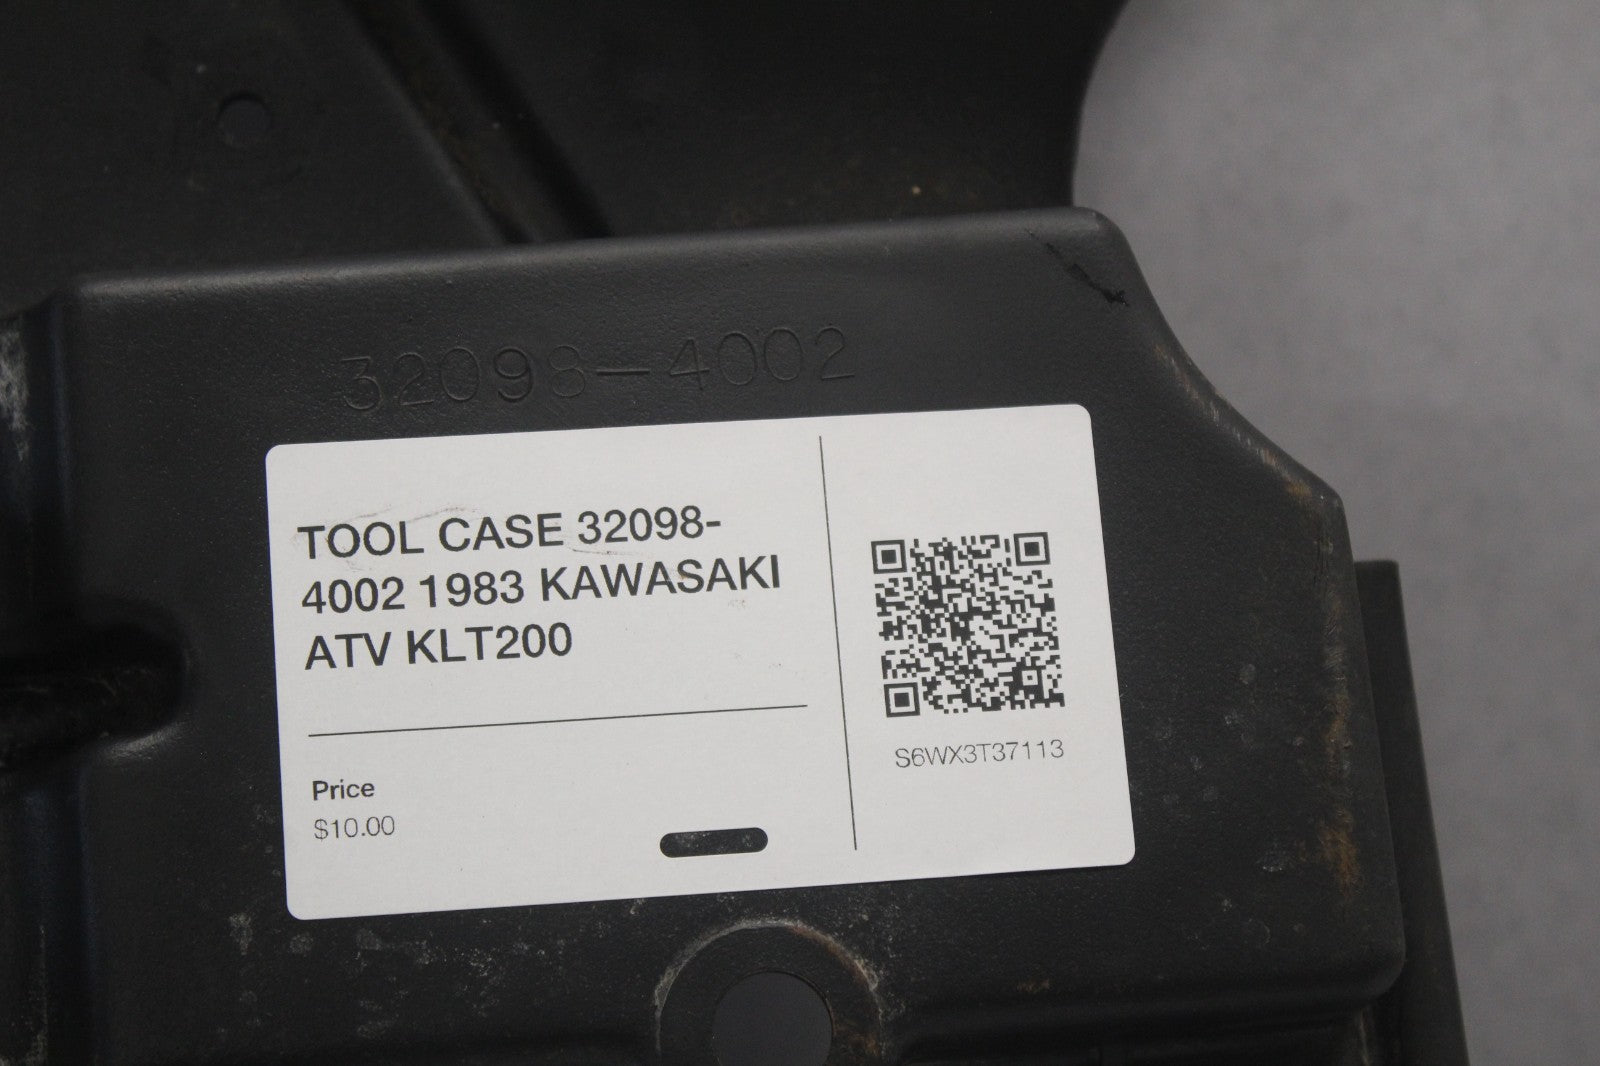 32098-4002
TOOL CASE 32098-
4002 1983 KAWASAKI
ATV KLT200
Price
$10.00
S6WX3T37113